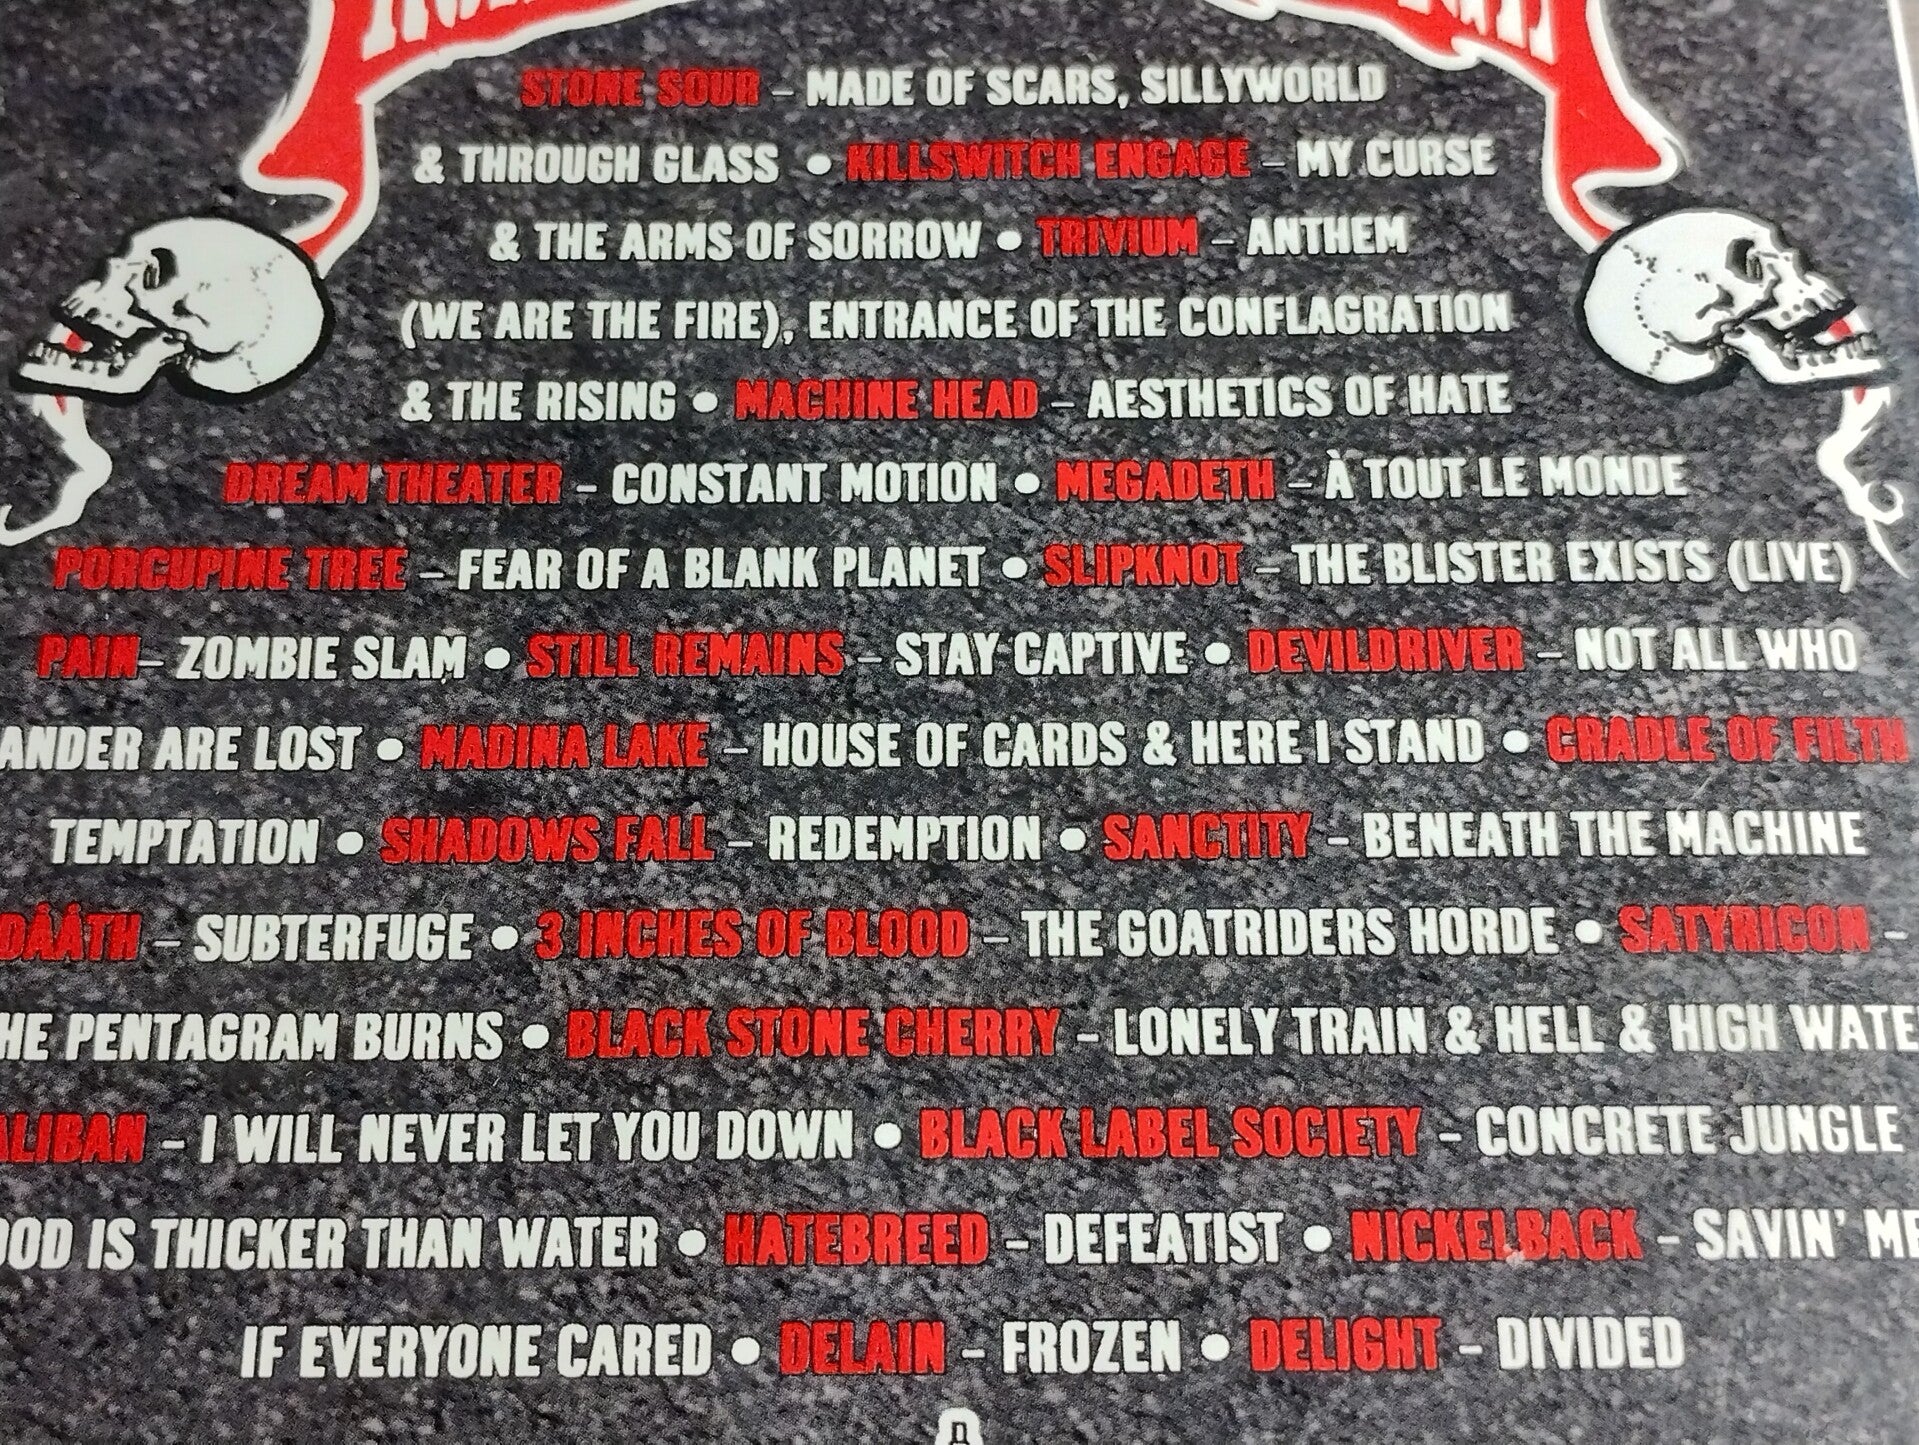 STONE SOUR – MADE OF SCARS, SILLYWORLD
& THROUGH GLASS • KILLSWITCH ENGAGE – MY CURSE
& THE ARMS OF SORROW • TRIVIUM – ANTHEM
(WE ARE THE FIRE), ENTRANCE OF THE CONFLAGRATION
& THE RISING • MACHINE HEAD – AESTHETICS OF HATE
DREAM THEATER – CONSTANT MOTION • MEGADETH – À TOUT LE MONDE
PORCUPINE TREE – FEAR OF A BLANK PLANET • SLIPKNOT – THE BLISTER EXISTS (LIVE)
PAIN – ZOMBIE SLAM • STILL REMAINS – STAY CAPTIVE • DEVILDRIVER – NOT ALL WHO
ANDER ARE LOST • MADINA LAKE – HOUSE OF CARDS & HERE I STAND • CRADLE OF FILTH
TEMPTATION • SHADOWS FALL – REDEMPTION • SANCTITY – BENEATH THE MACHINE
DÅÅTH – SUBTERFUGE • 3 INCHES OF BLOOD – THE GOATRIDERS HORDE • SATYRICON –
HE PENTAGRAM BURNS • BLACK STONE CHERRY – LONELY TRAIN & HELL & HIGH WATE
ALIBAN – I WILL NEVER LET YOU DOWN • BLACK LABEL SOCIETY – CONCRETE JUNGLE
OOD IS THICKER THAN WATER • HATEBREED – DEFEATIST • NICKELBACK – SAVIN' ME
IF EVERYONE CARED • DELAIN – FROZEN • DELIGHT – DIVIDED